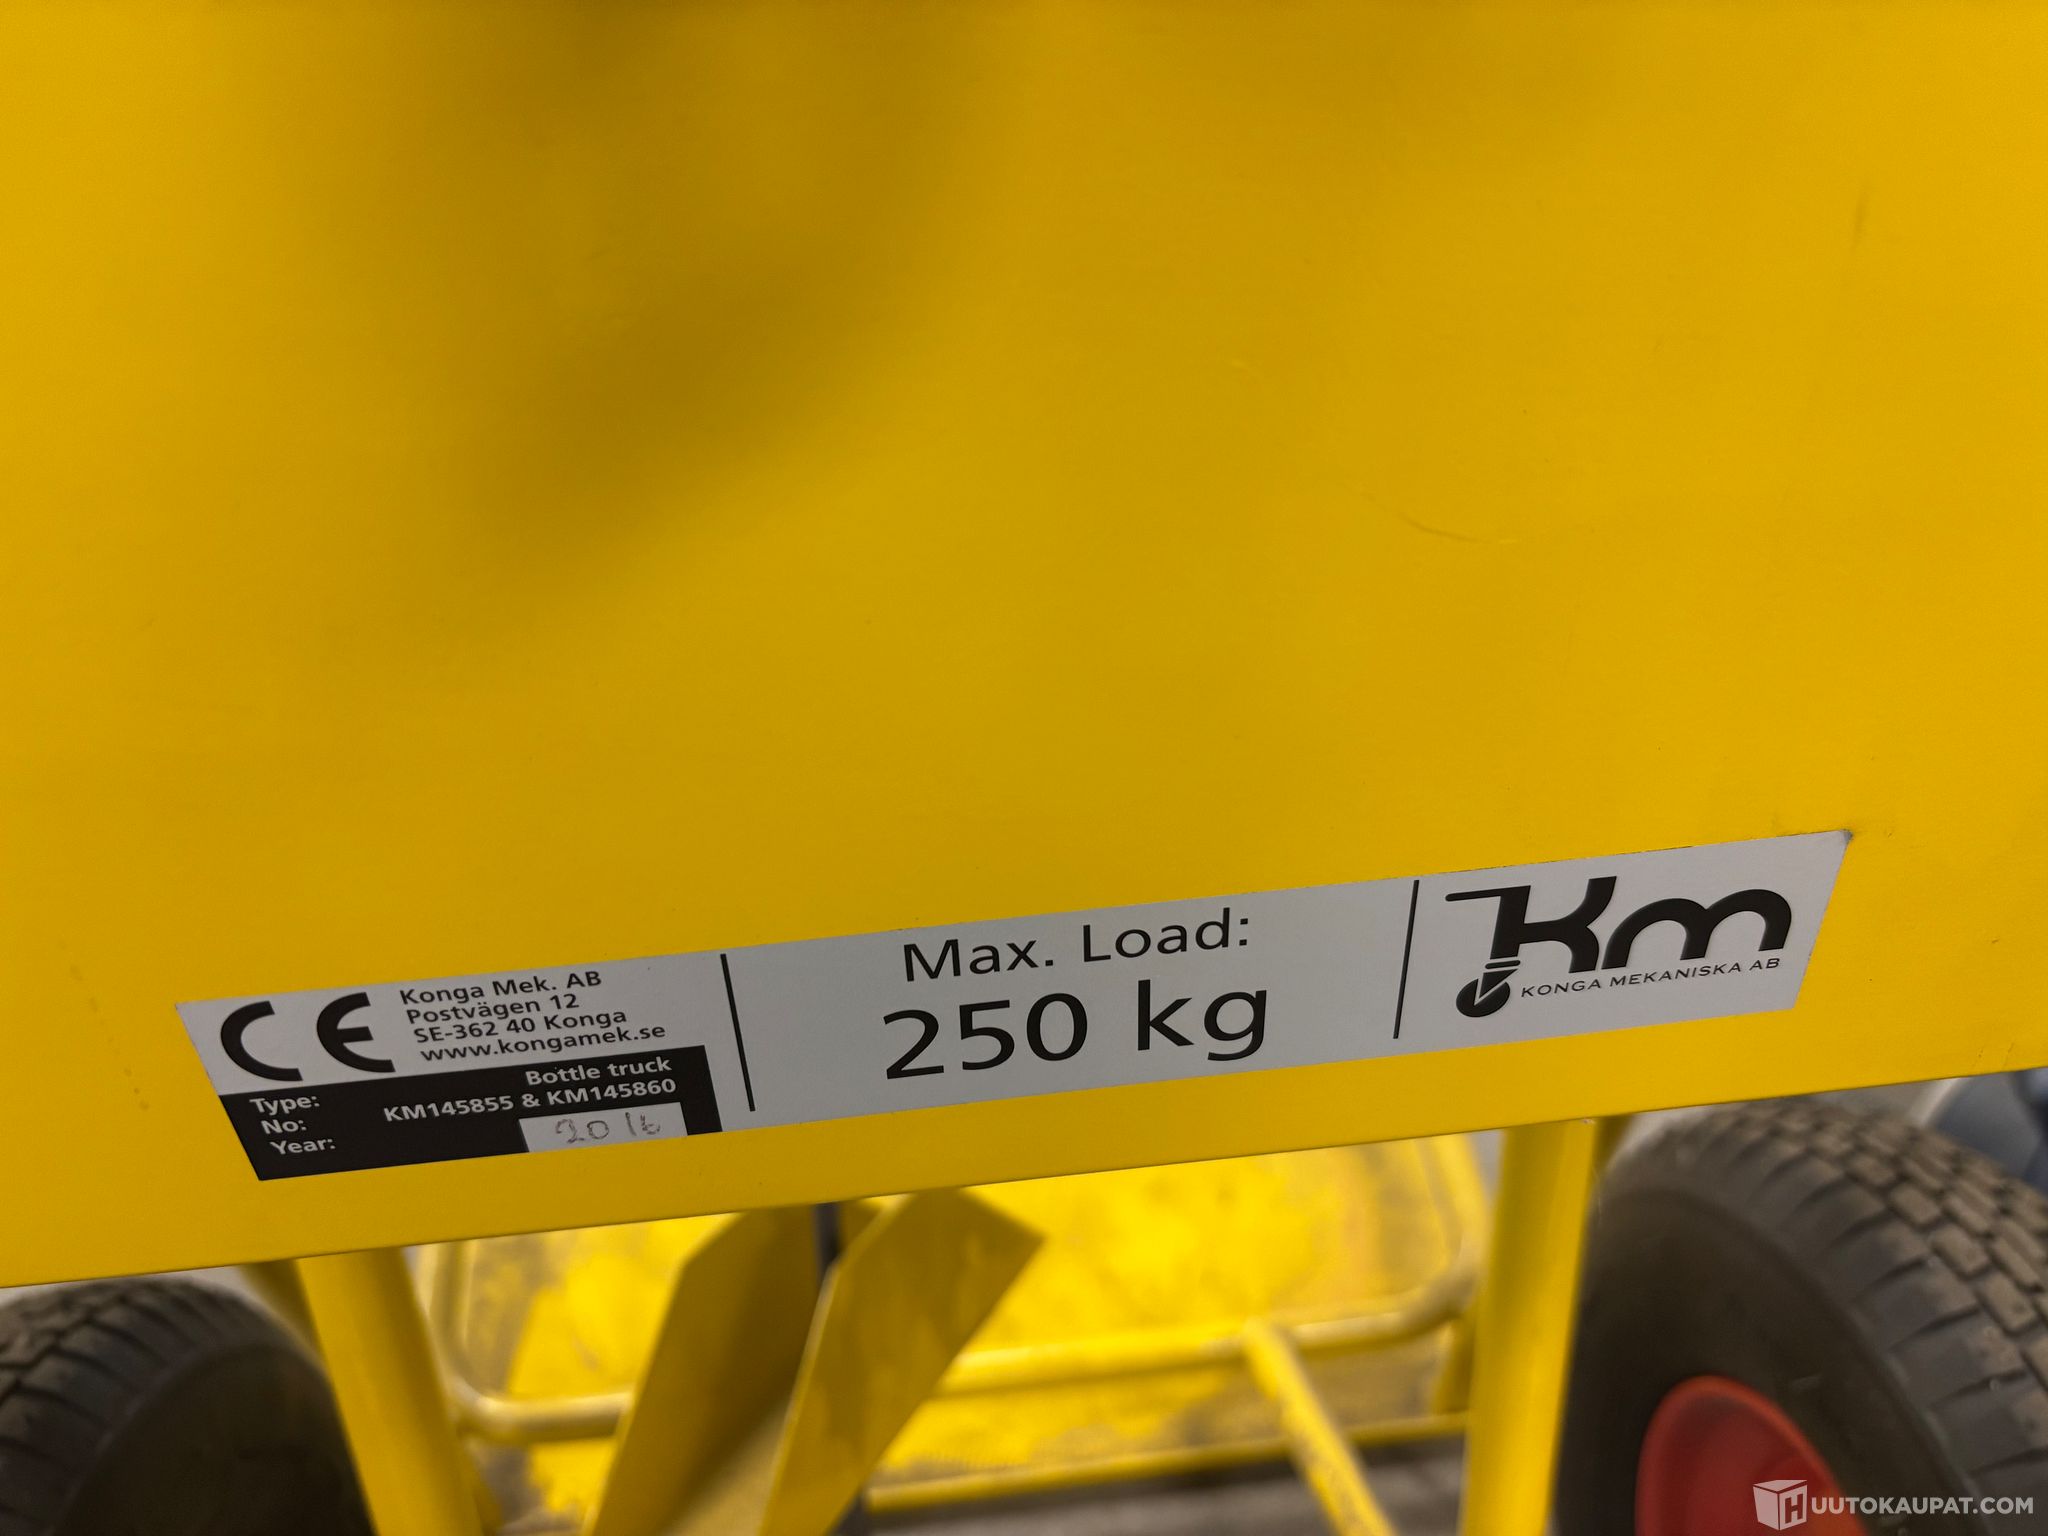 CE
Konga Mek. AB
Postvägen 12
SE-362 40 Konga
www.kongamek.se
Type: Bottle truck
No: KM145855 & KM145860
Year: 2016
Max. Load:
250 kg
Km
KONGA MEKANISKA AB
HUUTOKAUPAT.COM